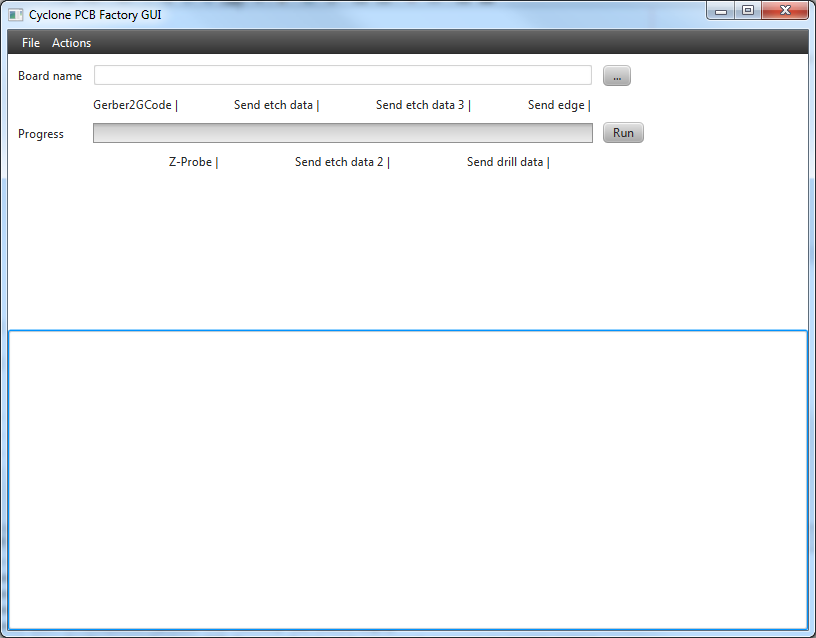 Cyclone PCB Factory GUI
File Actions
Board name ...
Gerber2GCode | Send etch data | Send etch data 3 | Send edge |
Progress Run
Z-Probe | Send etch data 2 | Send drill data |